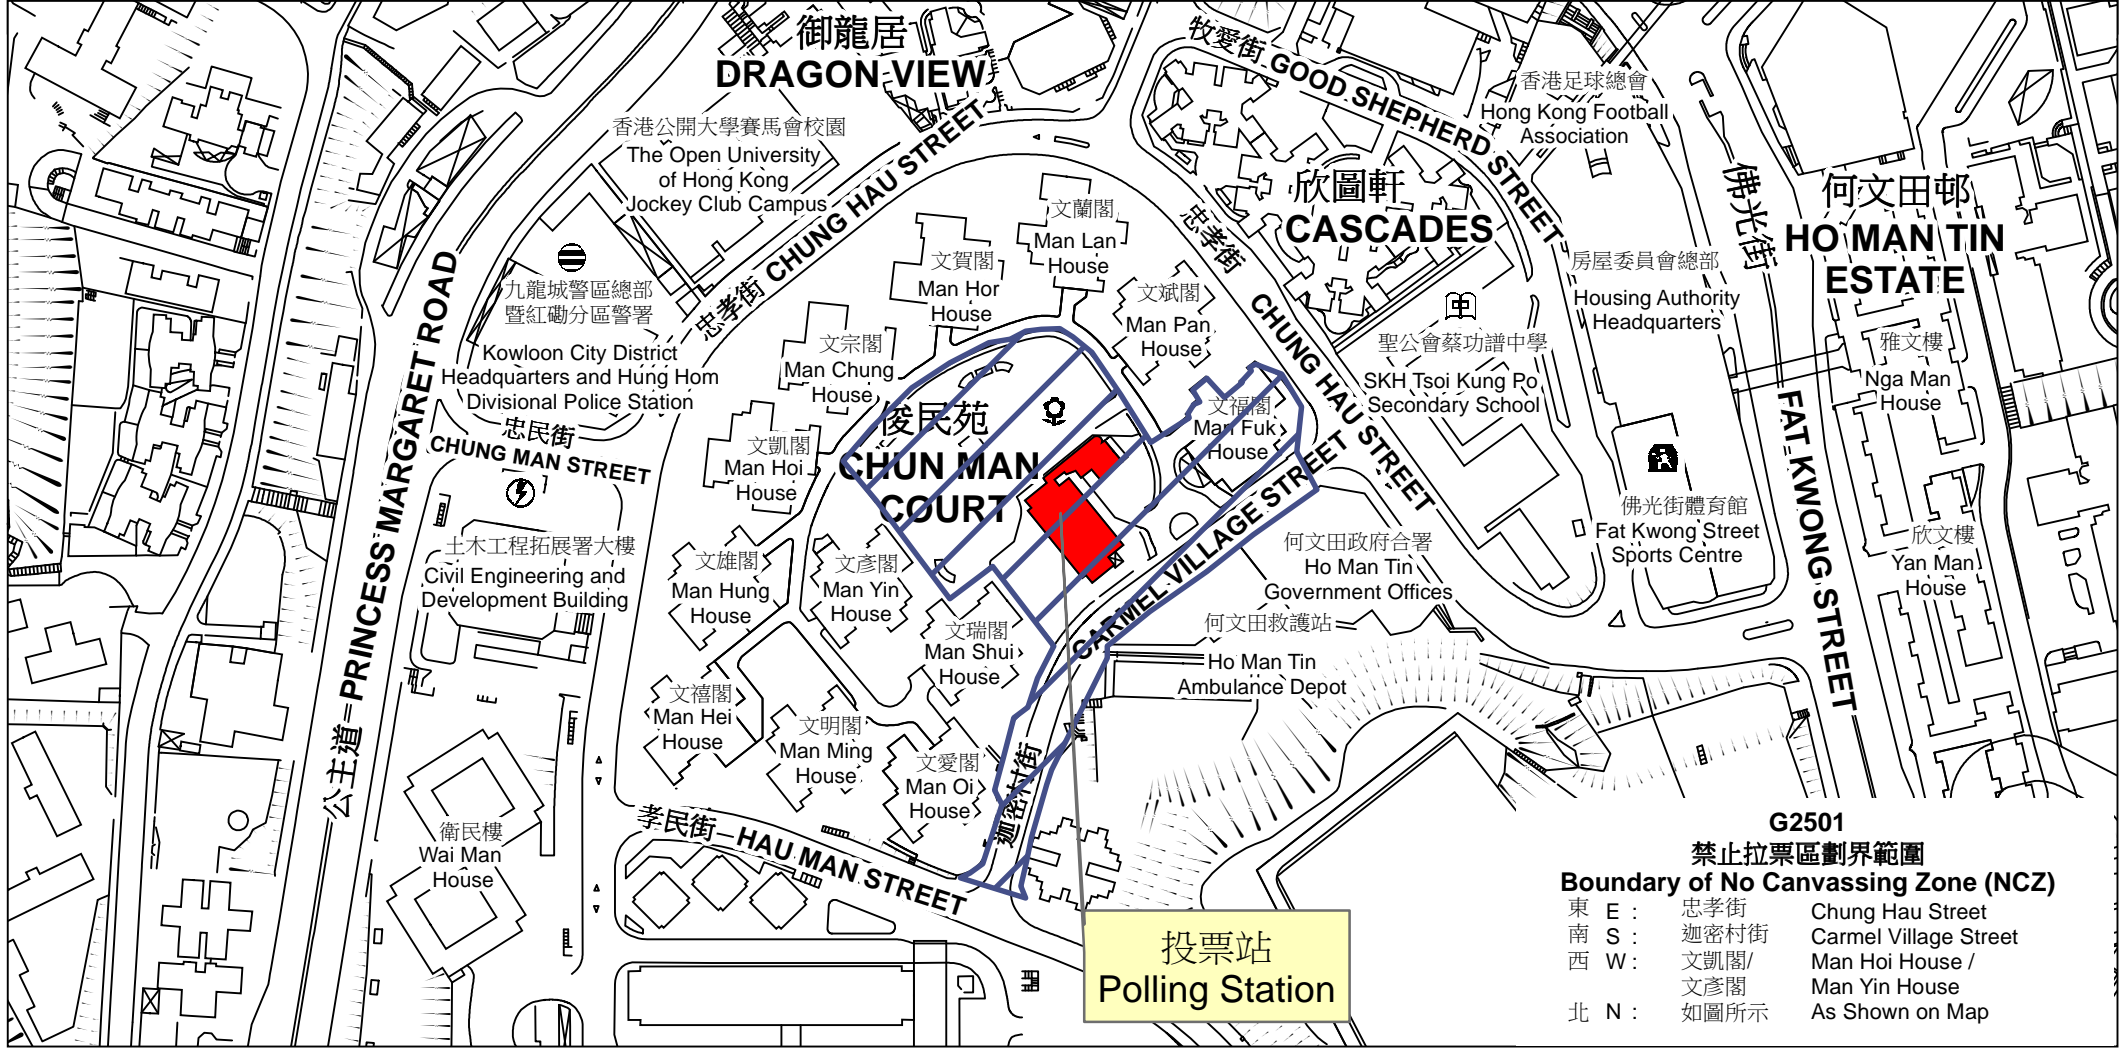 御龍居
DRAGON VIEW
牧愛街 GOOD SHEPHERD STREET
香港足球總會
Hong Kong Football
Association
香港公開大學賽馬會校園
The Open University
of Hong Kong
Jockey Club Campus
忠孝街 CHUNG HAU STREET
欣圖軒
CASCADES
佛光街
FAT KWONG STREET
何文田邨
HO MAN TIN
ESTATE
文蘭閣
Man Lan
House
忠孝街
CHUNG HAU STREET
文賀閣
Man Hor
House
九龍城警區總部
暨紅磡分區警署
Kowloon City District
Headquarters and Hung Hom
Divisional Police Station
文斌閣
Man Pan
House
房屋委員會總部
Housing Authority
Headquarters
中
聖公會蔡功譜中學
SKH Tsoi Kung Po
Secondary School
雅文樓
Nga Man
House
文宗閣
Man Chung
House
忠民街
CHUNG MAN STREET
俊民苑
CHUN MAN
COURT
文福閣
Man Fuk
House
文凱閣
Man Hoi
House
公主道 PRINCESS MARGARET ROAD
土木工程拓展署大樓
Civil Engineering and
Development Building
文雄閣
Man Hung
House
文彥閣
Man Yin
House
佛光街體育館
Fat Kwong Street
Sports Centre
欣文樓
Yan Man
House
何文田政府合署
Ho Man Tin
Government Offices
何文田救護站
Ho Man Tin
Ambulance Depot
CARMEL VILLAGE STREET
迦密村街
文瑞閣
Man Shui
House
文禧閣
Man Hei
House
文明閣
Man Ming
House
文愛閣
Man Oi
House
衛民樓
Wai Man
House
孝民街 HAU MAN STREET
投票站
Polling Station
G2501
禁止拉票區劃界範圍
Boundary of No Canvassing Zone (NCZ)
東 E : 忠孝街 Chung Hau Street
南 S : 迦密村街 Carmel Village Street
西 W : 文凱閣/ Man Hoi House /
文彥閣 Man Yin House
北 N : 如圖所示 As Shown on Map